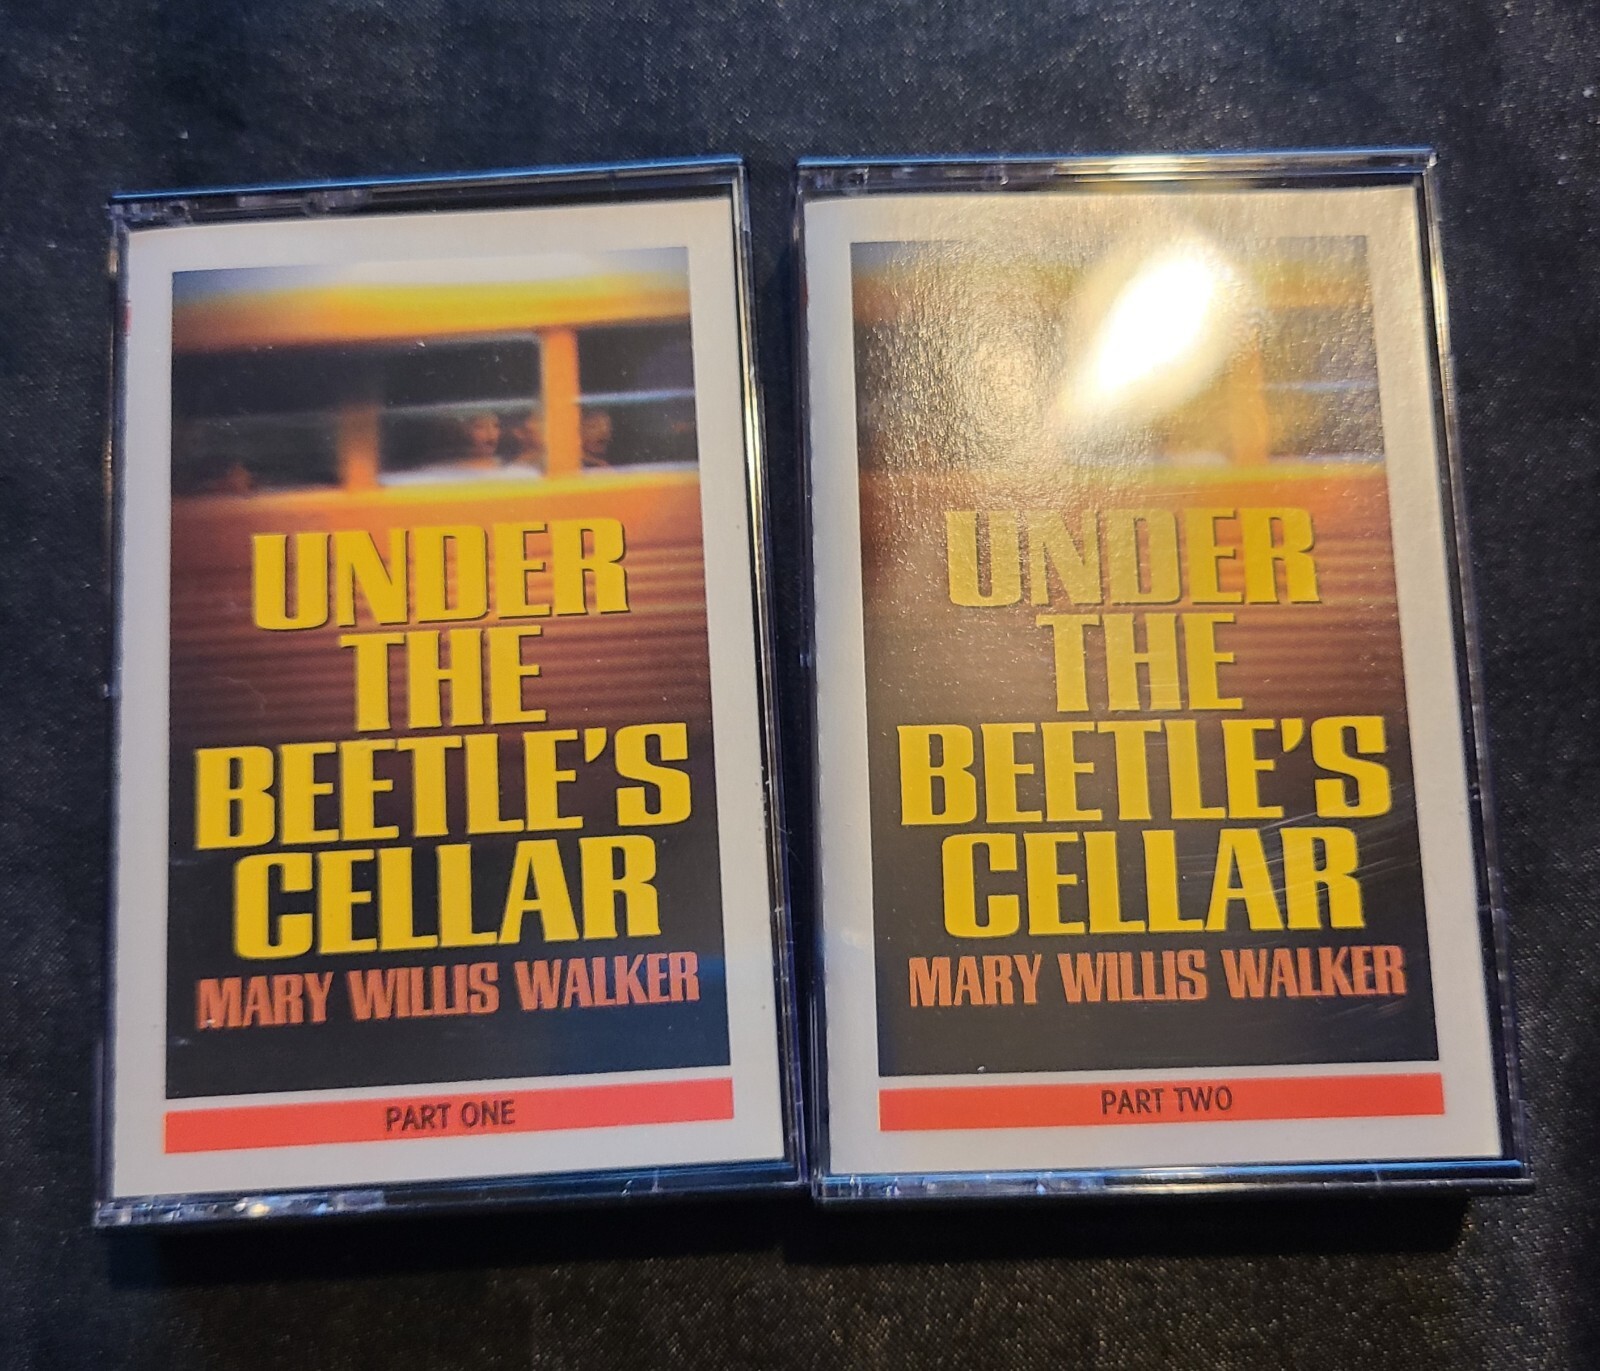 UNDER
THE
BEETLE'S
CELLAR
MARY WILLIS WALKER
PART ONE
UNDER
THE
BEETLE'S
CELLAR
MARY WILLIS WALKER
PART TWO